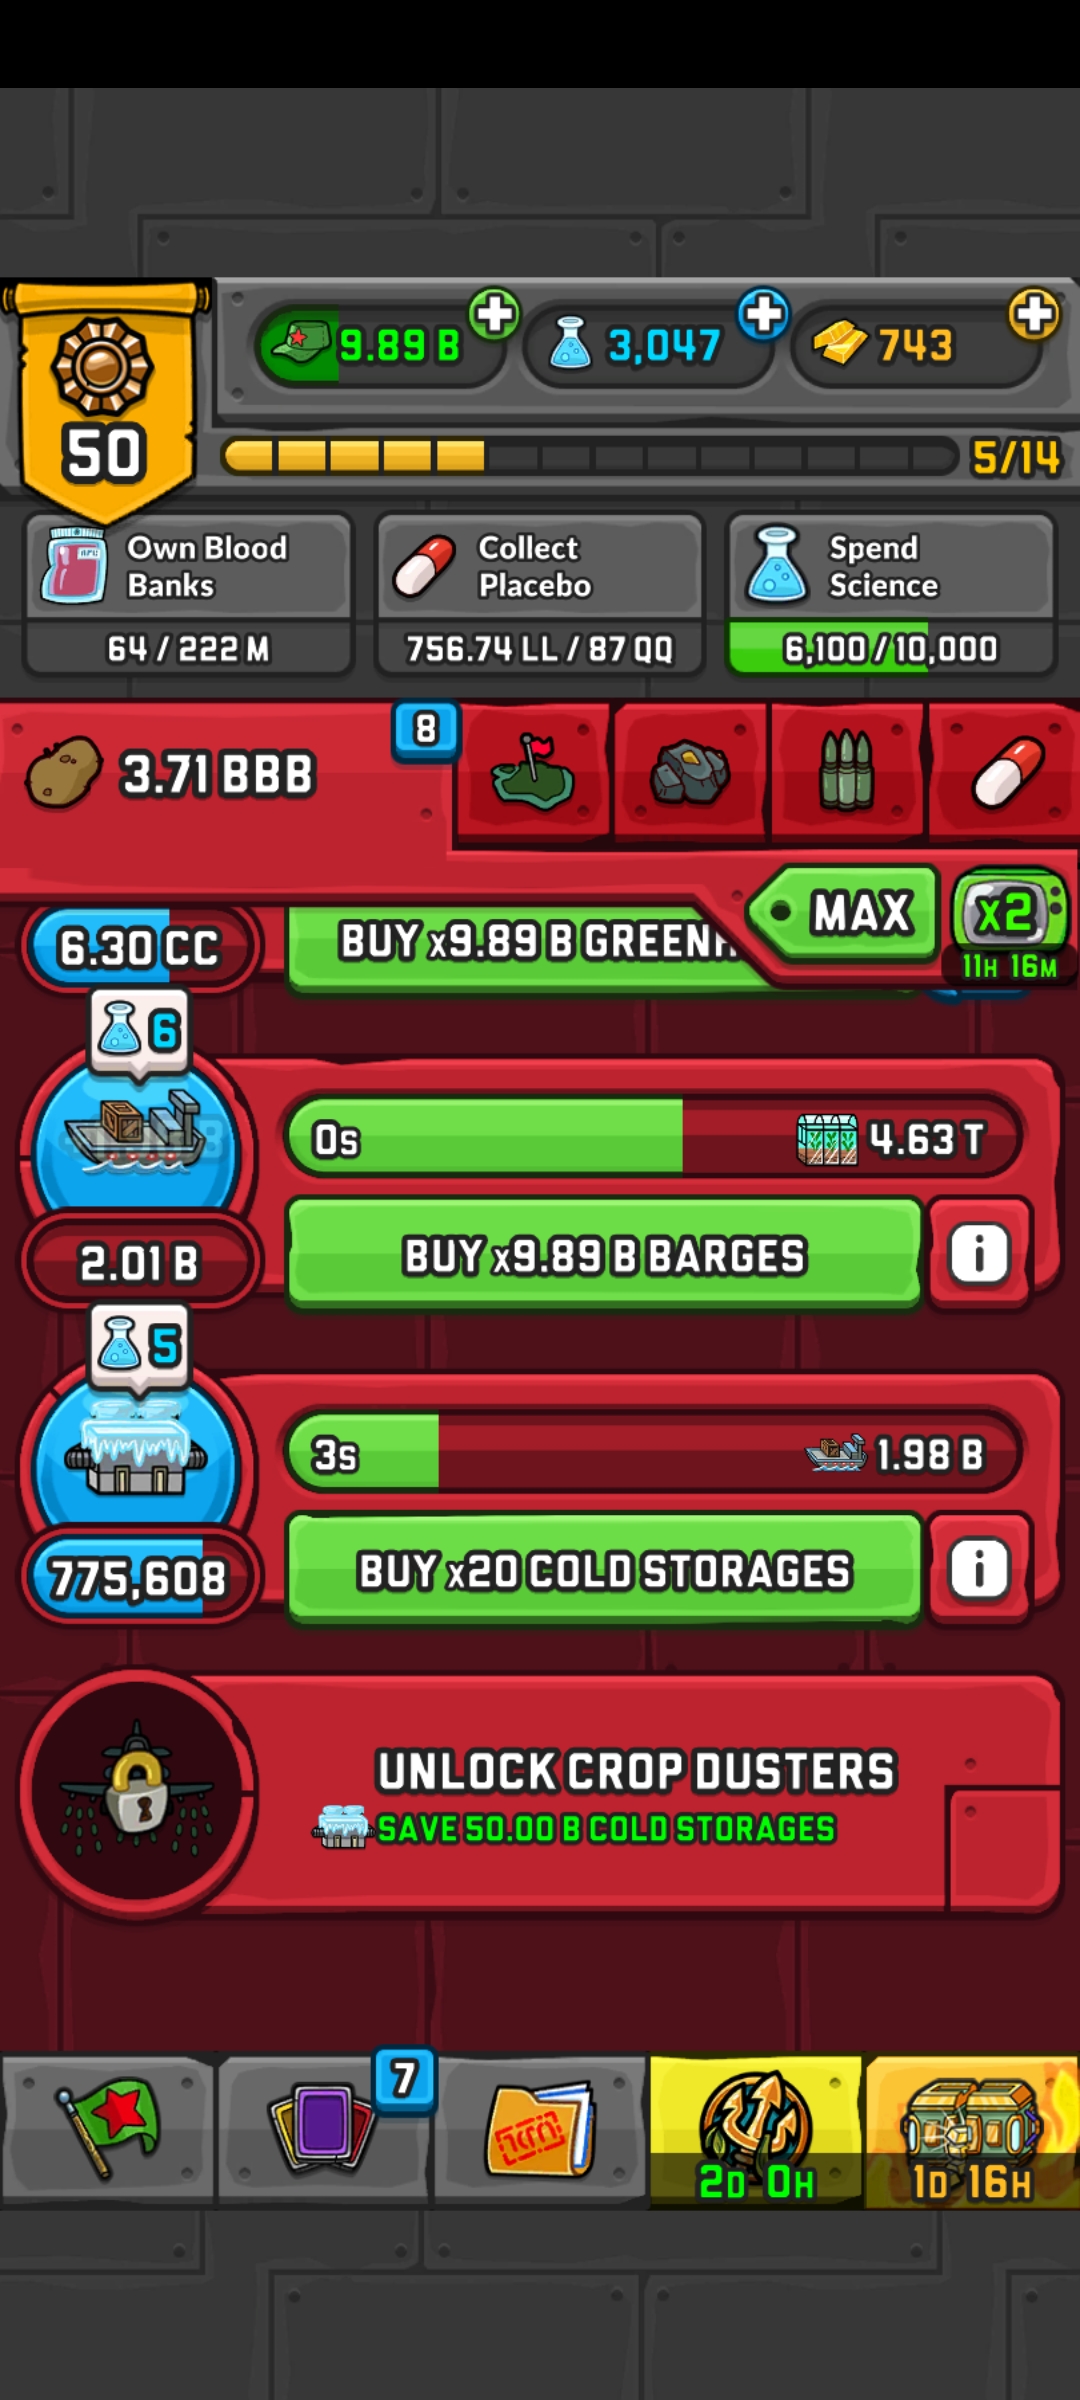 9.89 B
3,047
743
50
5/14
Own Blood
Banks
64 / 222 M
Collect
Placebo
756.74 LL / 87 QQ
Spend
Science
6,100/10,000
3.71 BBB
8
MAX
x2
11H 16M
6.30 CC
BUY x9.89 B GREENH
6
0s
4.63 T
2.01 B
BUY x9.89 B BARGES
i
5
3s
1.98 B
775,608
BUY x20 COLD STORAGES
i
UNLOCK CROP DUSTERS
SAVE 50.00 B COLD STORAGES
7
2D 0H
1D 16H